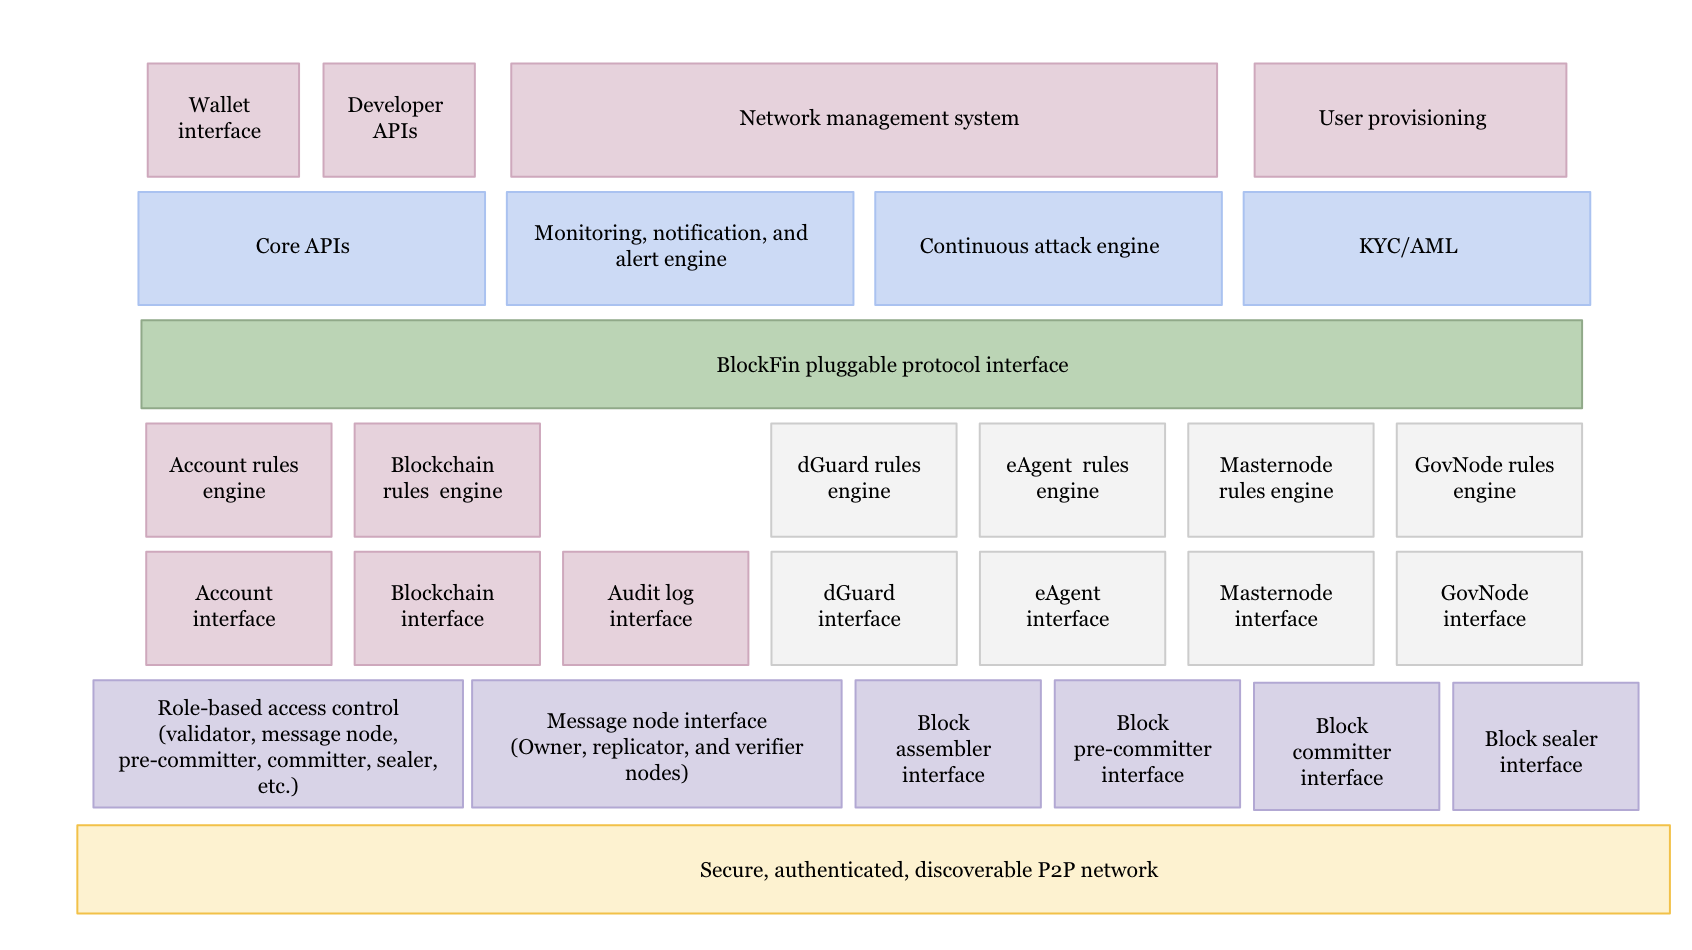 Wallet
interface
Developer
APIs
Network management system
User provisioning
Core APIs
Monitoring, notification, and
alert engine
Continuous attack engine
KYC/AML
BlockFin pluggable protocol interface
Account rules
engine
Blockchain
rules engine
dGuard rules
engine
eAgent rules
engine
Masternode
rules engine
GovNode rules
engine
Account
interface
Blockchain
interface
Audit log
interface
dGuard
interface
eAgent
interface
Masternode
interface
GovNode
interface
Role-based access control
(validator, message node,
pre-committer, committer, sealer,
etc.)
Message node interface
(Owner, replicator, and verifier
nodes)
Block
assembler
interface
Block
pre-committer
interface
Block
committer
interface
Block sealer
interface
Secure, authenticated, discoverable P2P network